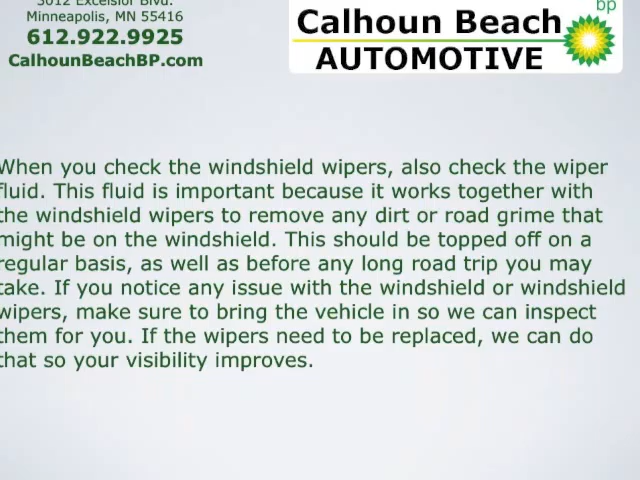 3012 Excelsior Blvd.
Minneapolis, MN 55416
612.922.9925
CalhounBeachBP.com
Calhoun Beach
AUTOMOTIVE
bp
When you check the windshield wipers, also check the wiper
fluid. This fluid is important because it works together with
the windshield wipers to remove any dirt or road grime that
might be on the windshield. This should be topped off on a
regular basis, as well as before any long road trip you may
take. If you notice any issue with the windshield or windshield
wipers, make sure to bring the vehicle in so we can inspect
them for you. If the wipers need to be replaced, we can do
that so your visibility improves.